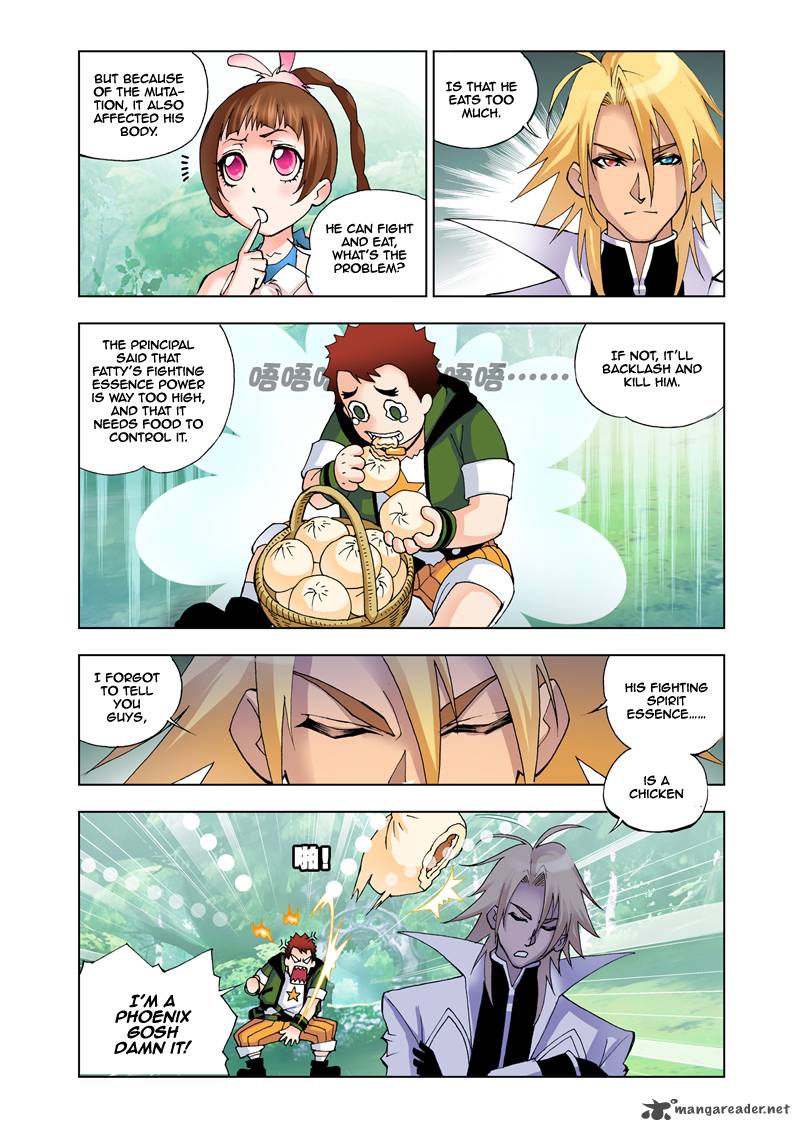 BUT BECAUSE
OF THE MUTA-
TION, IT ALSO
AFFECTED HIS
BODY.
HE CAN FIGHT
AND EAT,
WHAT'S THE
PROBLEM?
IS THAT HE
EATS TOO
MUCH.
THE PRINCIPAL
SAID THAT
FATTY'S FIGHTING
ESSENCE POWER
IS WAY TOO HIGH,
AND THAT IT
NEEDS FOOD TO
CONTROL IT.
唔唔唔唔唔……
IF NOT, IT'LL
BACKLASH AND
KILL HIM.
I FORGOT
TO TELL
YOU
GUYS,
HIS FIGHTING
SPIRIT
ESSENCE......
IS A
CHICKEN
啪!
I'M A
PHOENIX
GOSH
DAMN IT!
mangareader.net